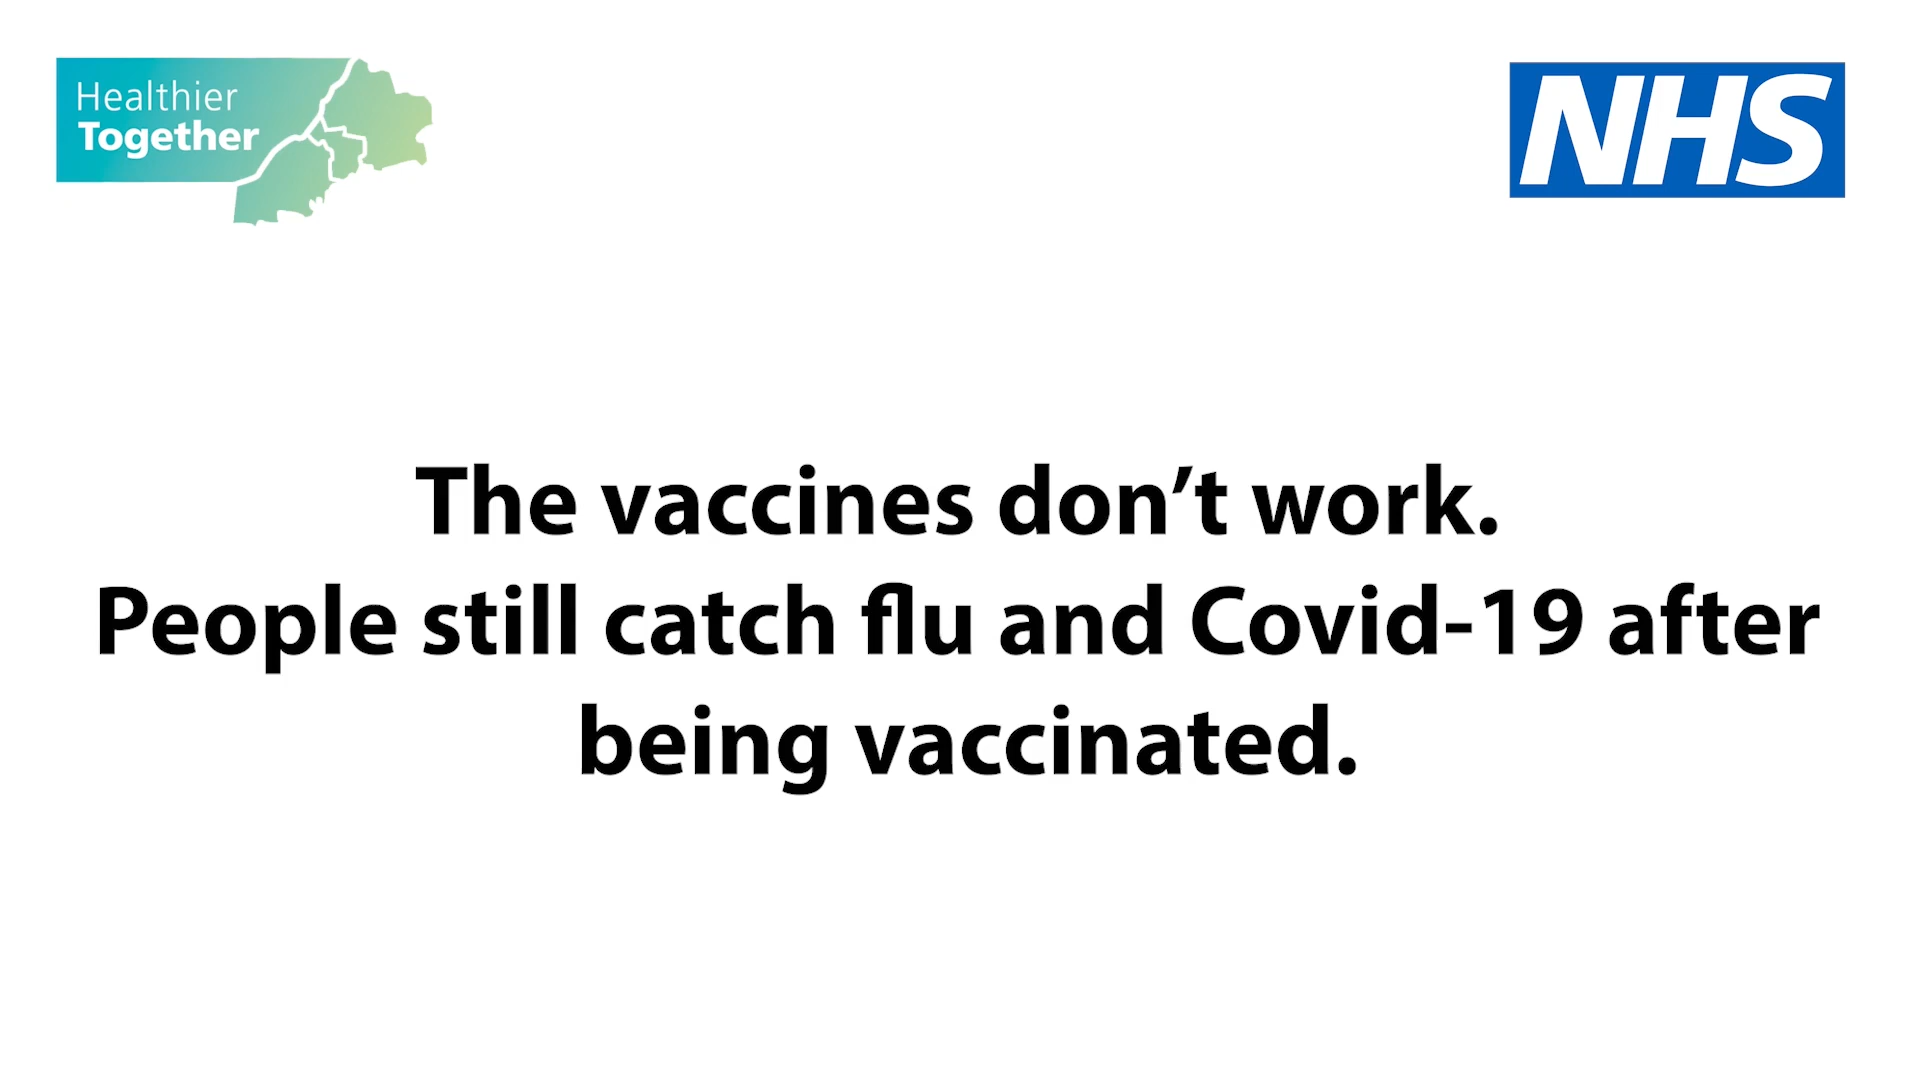 Healthier
Together
NHS
The vaccines don’t work.
People still catch flu and Covid-19 after
being vaccinated.